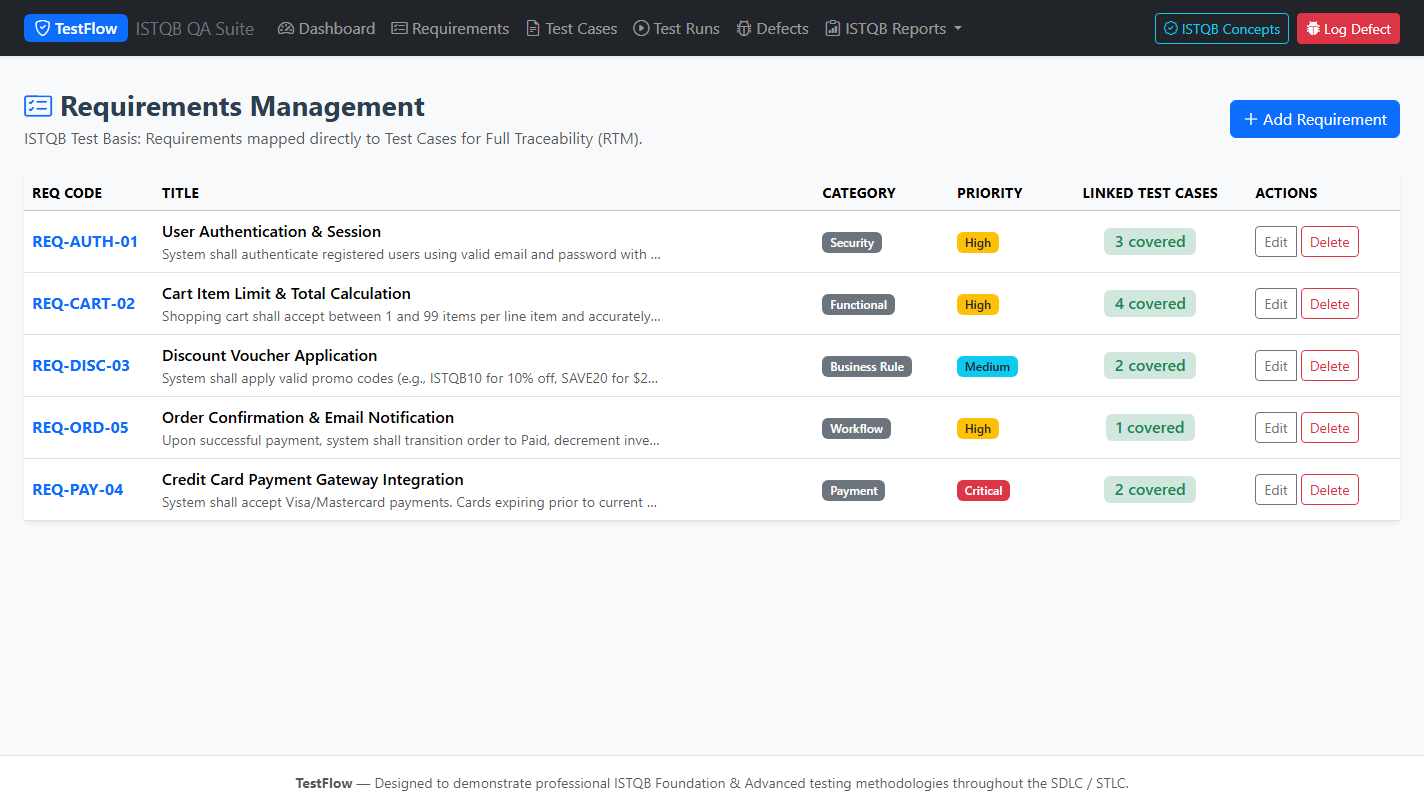 TestFlow ISTQB QA Suite Dashboard Requirements Test Cases Test Runs Defects ISTQB Reports ISTQB Concepts Log Defect
Requirements Management
ISTQB Test Basis: Requirements mapped directly to Test Cases for Full Traceability (RTM).
+ Add Requirement
REQ CODE TITLE CATEGORY PRIORITY LINKED TEST CASES ACTIONS
REQ-AUTH-01 User Authentication & Session Security High 3 covered Edit Delete
System shall authenticate registered users using valid email and password with ...
REQ-CART-02 Cart Item Limit & Total Calculation Functional High 4 covered Edit Delete
Shopping cart shall accept between 1 and 99 items per line item and accurately...
REQ-DISC-03 Discount Voucher Application Business Rule Medium 2 covered Edit Delete
System shall apply valid promo codes (e.g., ISTQB10 for 10% off, SAVE20 for $2...
REQ-ORD-05 Order Confirmation & Email Notification Workflow High 1 covered Edit Delete
Upon successful payment, system shall transition order to Paid, decrement inve...
REQ-PAY-04 Credit Card Payment Gateway Integration Payment Critical 2 covered Edit Delete
System shall accept Visa/Mastercard payments. Cards expiring prior to current ...
TestFlow — Designed to demonstrate professional ISTQB Foundation & Advanced testing methodologies throughout the SDLC / STLC.